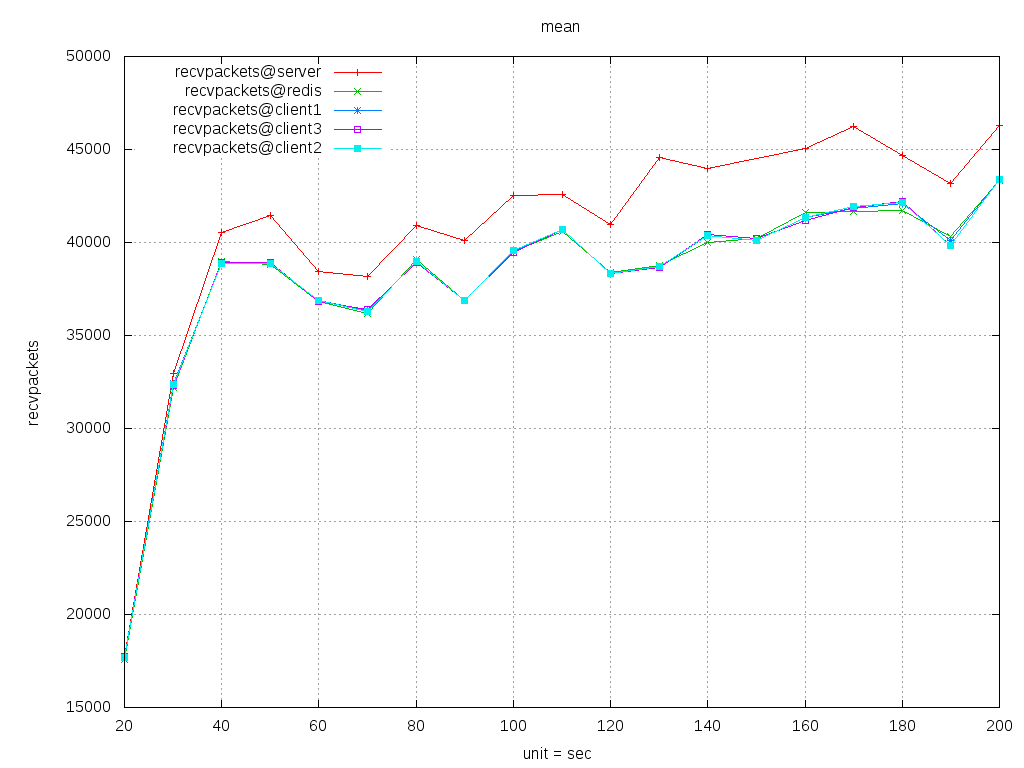 mean
50000
recvpackets@server
recvpackets@redis
recvpackets@client1
recvpackets@client3
recvpackets@client2
45000
40000
35000
30000
25000
20000
15000
recvpackets
20 40 60 80 100 120 140 160 180 200
unit = sec